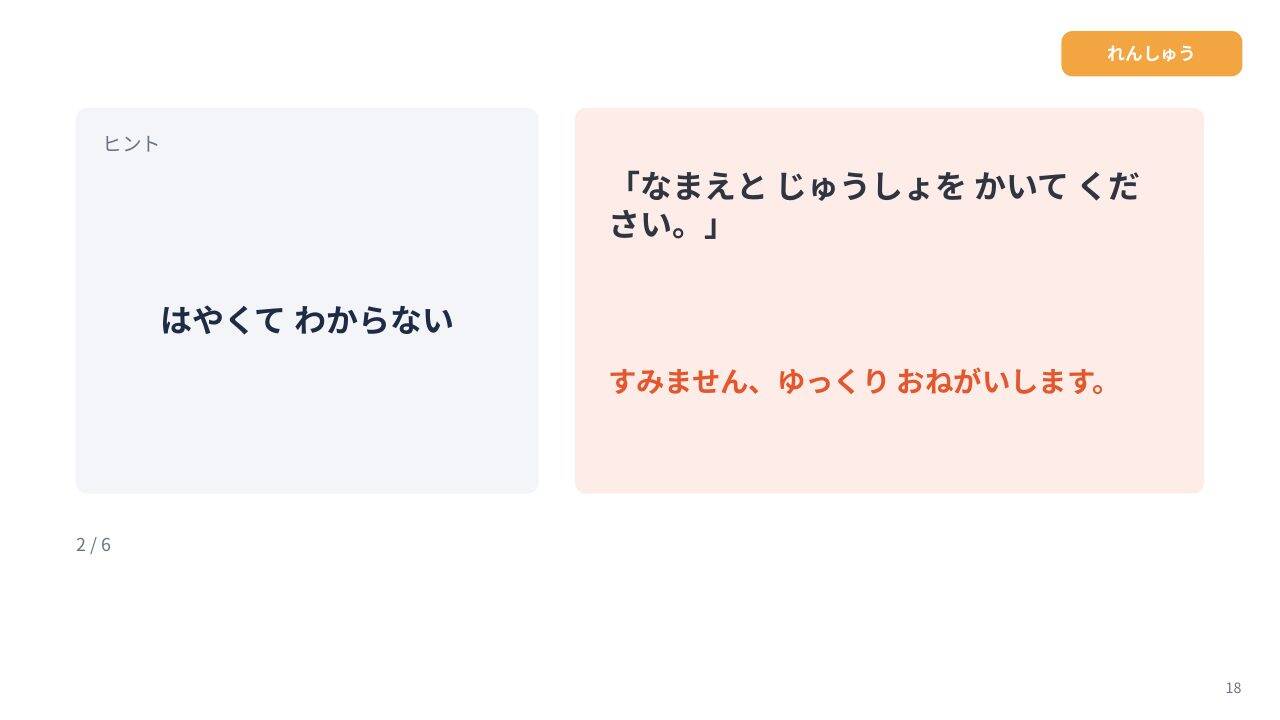 れんしゅう
ヒント
はやくて わからない
「なまえと じゅうしょを かいて くだ
さい。」
すみません、ゆっくり おねがいします。
2 / 6
18